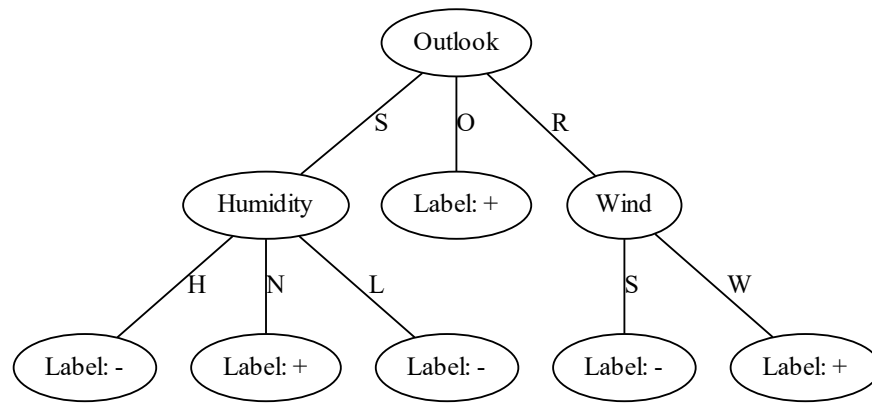 Outlook
S
O
R
Humidity
Label: +
Wind
H
N
L
S
W
Label: -
Label: +
Label: -
Label: -
Label: +